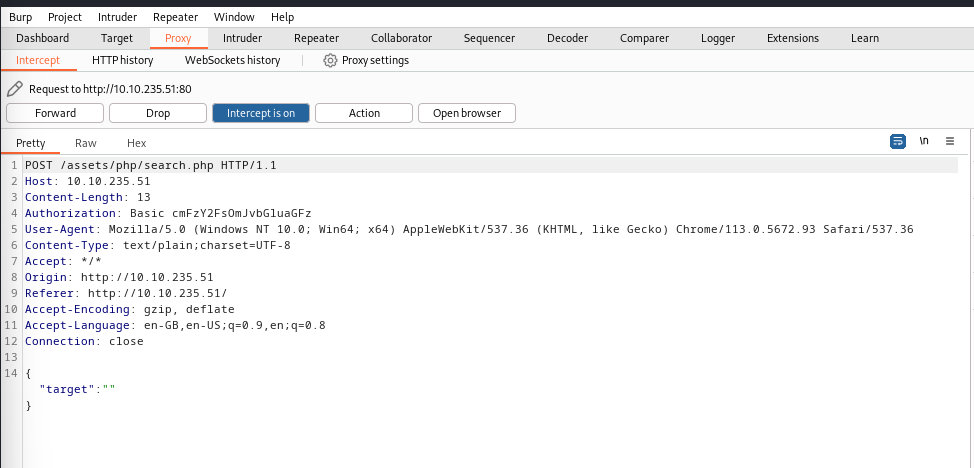 Burp Project Intruder Repeater Window Help
Dashboard Target Proxy Intruder Repeater Collaborator Sequencer Decoder Comparer Logger Extensions Learn
Intercept HTTP history WebSockets history Proxy settings
Request to http://10.10.235.51:80
Forward Drop Intercept is on Action Open browser
Pretty Raw Hex \n
1 POST /assets/php/search.php HTTP/1.1
2 Host: 10.10.235.51
3 Content-Length: 13
4 Authorization: Basic cmFzY2FsOmJvbGluaGFz
5 User-Agent: Mozilla/5.0 (Windows NT 10.0; Win64; x64) AppleWebKit/537.36 (KHTML, like Gecko) Chrome/113.0.5672.93 Safari/537.36
6 Content-Type: text/plain;charset=UTF-8
7 Accept: */*
8 Origin: http://10.10.235.51
9 Referer: http://10.10.235.51/
10 Accept-Encoding: gzip, deflate
11 Accept-Language: en-GB,en-US;q=0.9,en;q=0.8
12 Connection: close
13
14 {
"target":""
}